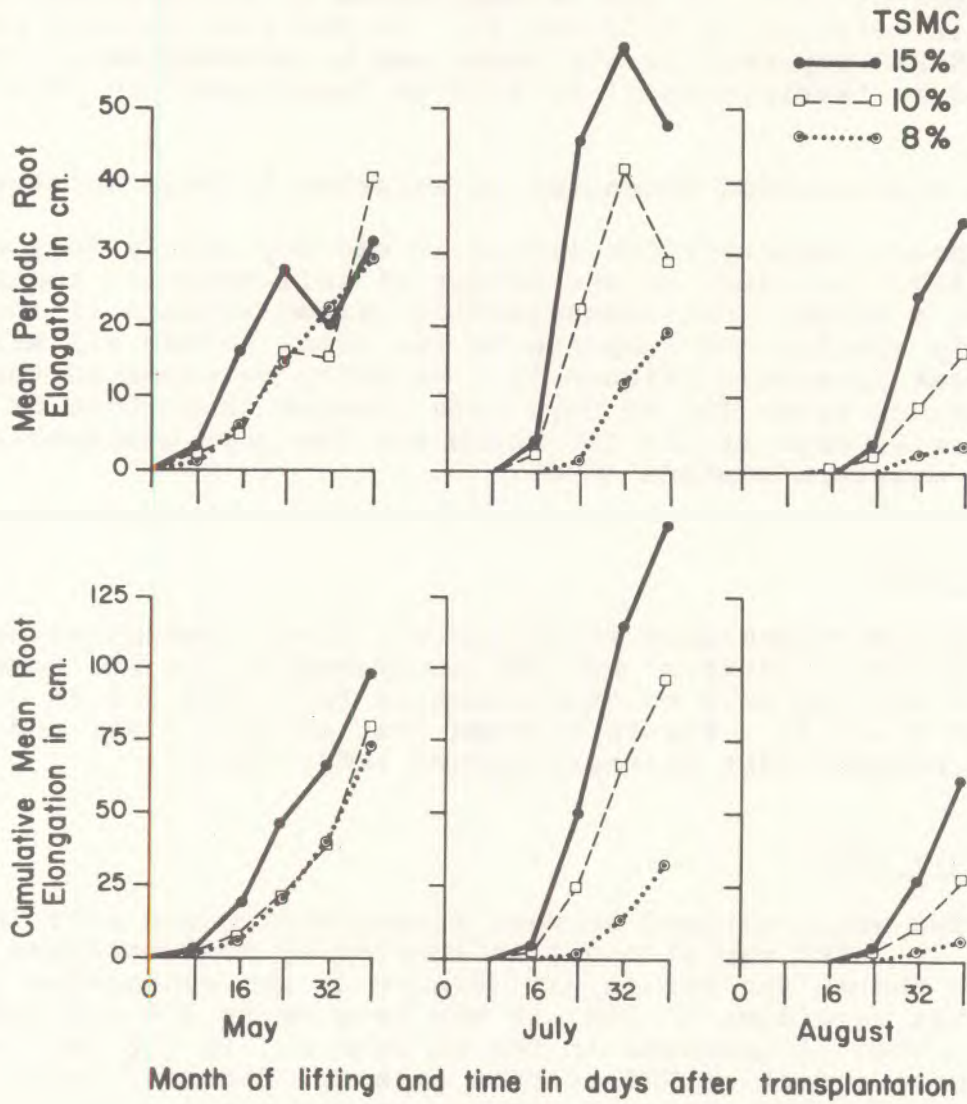 TSMC
15%
10%
8%
Mean Periodic Root
Elongation in cm.
50
40
30
20
10
0
Cumulative Mean Root
Elongation in cm.
125
100
75
50
25
0
0 16 32 0 16 32 0 16 32
May July August
Month of lifting and time in days after transplantation